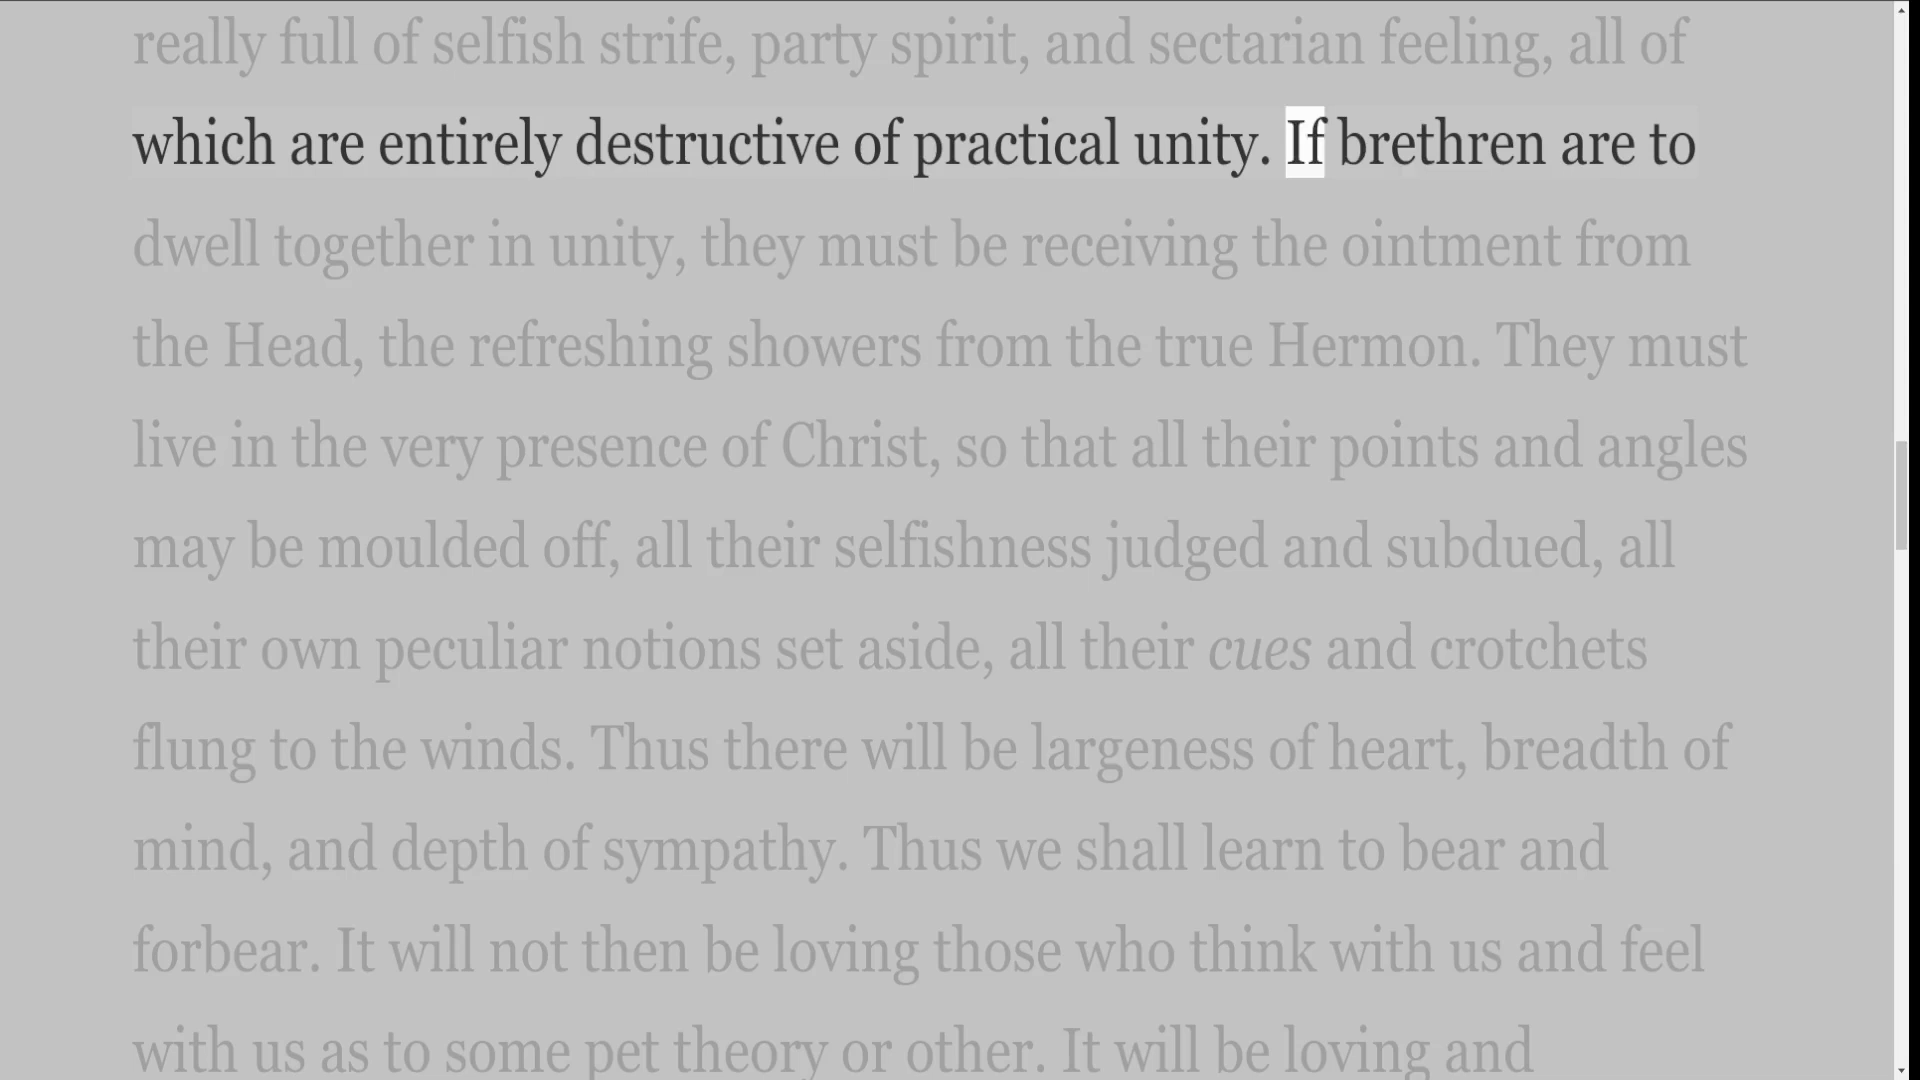 really full of selfish strife, party spirit, and sectarian feeling, all of
which are entirely destructive of practical unity. If brethren are to
dwell together in unity, they must be receiving the ointment from
the Head, the refreshing showers from the true Hermon. They must
live in the very presence of Christ, so that all their points and angles
may be moulded off, all their selfishness judged and subdued, all
their own peculiar notions set aside, all their cues and crotchets
flung to the winds. Thus there will be largeness of heart, breadth of
mind, and depth of sympathy. Thus we shall learn to bear and
forbear. It will not then be loving those who think with us and feel
with us as to some pet theory or other. It will be loving and